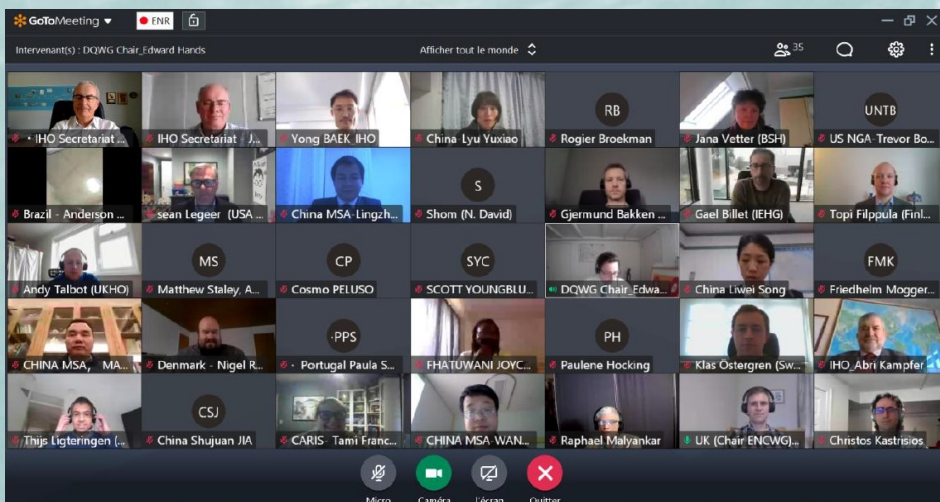 GoToMeeting
ENR
Intervenant(s) : DQWG Chair_Edward Hands
Afficher tout le monde
35
• IHO Secretariat ...
IHO Secretariat - J...
Yong BAEK_IHO
China-Lyu Yuxiao
RB
Rogier Broekman
Jana Vetter (BSH)
UNTB
US NGA-Trevor Bo...
Brazil - Anderson ...
sean Legeer (USA ...
China MSA-Lingzh...
S
Shom (N. David)
Gjermund Bakken ...
Gael Billet (IEHG)
Topi Filppula (Finl...
Andy Talbot (UKHO)
MS
Matthew Staley, A...
CP
Cosmo PELUSO
SYC
SCOTT YOUNGBLU...
DQWG Chair_Edwa...
China Liwei Song
FMK
Friedhelm Mogger...
CHINA MSA, MA...
Denmark - Nigel R...
·PPS
· Portugal Paula S...
FHATUWANI JOYC...
PH
Paulene Hocking
Klas Östergren (Sw...
IHO_Abri Kampfer
Thijs Ligteringen (...
CSJ
China Shujuan JIA
CARIS- Tami Franc...
CHINA MSA-WAN...
Raphael Malyankar
UK (Chair ENCWG)...
Christos Kastrisios
Micro
Caméra
l'écran
Quitter